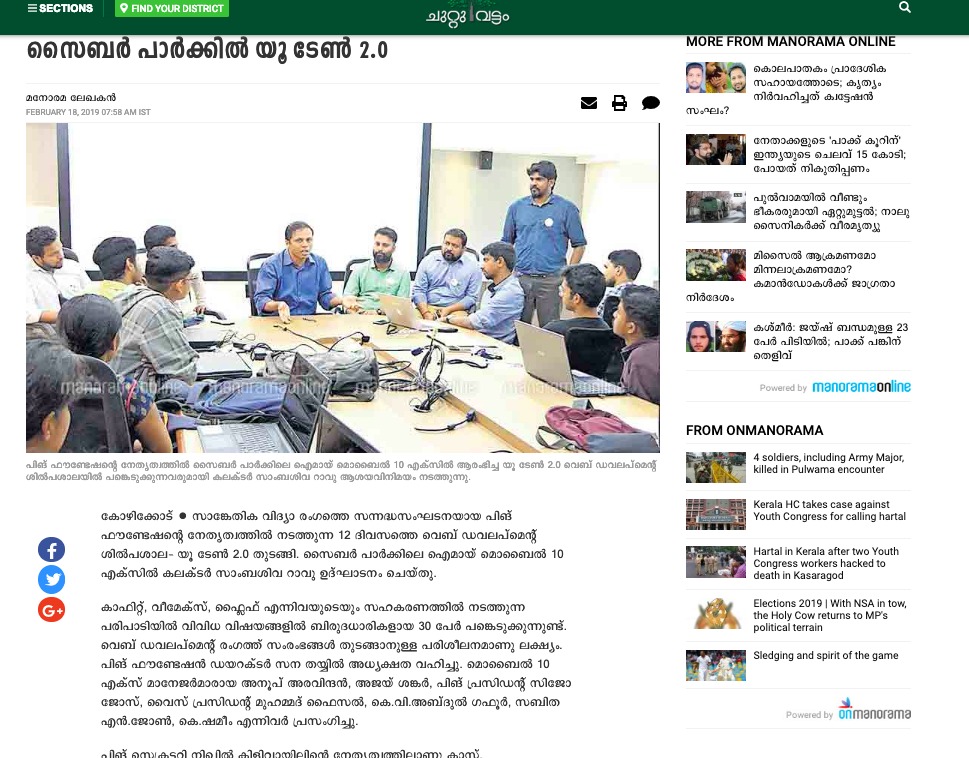 SECTIONS
FIND YOUR DISTRICT
ചുറ്റുവട്ടം
സൈബർ പാർക്കിൽ യൂ ടേൺ 2.0
മനോരമ ലേഖകൻ
FEBRUARY 18, 2019 07:58 AM IST
manoramaonline manoramaonline manoramaonline manoramaonline
പിങ് ഫൗണ്ടേഷന്റെ നേതൃത്വത്തിൽ സൈബർ പാർക്കിലെ ഐമായ് മൊബൈൽ 10 എക്സിൽ ആരംഭിച്ച യൂ ടേൺ 2.0 വെബ് ഡവലപ്മെന്റ്
ശിൽപശാലയിൽ പങ്കെടുക്കുന്നവരുമായി കലക്ടർ സാംബശിവ റാവു ആശയവിനിമയം നടത്തുന്നു.
കോഴിക്കോട് ● സാങ്കേതിക വിദ്യാ രംഗത്തെ സന്നദ്ധസംഘടനയായ പിങ്
ഫൗണ്ടേഷന്റെ നേതൃത്വത്തിൽ നടത്തുന്ന 12 ദിവസത്തെ വെബ് ഡവലപ്മെന്റ്
ശിൽപശാല- യൂ ടേൺ 2.0 തുടങ്ങി. സൈബർ പാർക്കിലെ ഐമായ് മൊബൈൽ 10
എക്സിൽ കലക്ടർ സാംബശിവ റാവു ഉദ്ഘാടനം ചെയ്തു.
കാഫിറ്റ്, വീമേക്സ്, ഫ്ലൈഫ് എന്നിവയുടെയും സഹകരണത്തിൽ നടത്തുന്ന
പരിപാടിയിൽ വിവിധ വിഷയങ്ങളിൽ ബിരുദധാരികളായ 30 പേർ പങ്കെടുക്കുന്നുണ്ട്.
വെബ് ഡവലപ്മെന്റ് രംഗത്ത് സംരംഭങ്ങൾ തുടങ്ങാനുള്ള പരിശീലനമാണു ലക്ഷ്യം.
പിങ് ഫൗണ്ടേഷൻ ഡയറക്ടർ സന തയ്യിൽ അധ്യക്ഷത വഹിച്ചു. മൊബൈൽ 10
എക്സ് മാനേജർമാരായ അനൂപ് അരവിന്ദൻ, അജയ് ശങ്കർ, പിങ് പ്രസിഡന്റ് സിജോ
ജോസ്, വൈസ് പ്രസിഡന്റ് മുഹമ്മദ് ഫൈസൽ, കെ.വി.അബ്ദുൽ ഗഫൂർ, സബിത
എൻ.ജോൺ, കെ.ഷമീം എന്നിവർ പ്രസംഗിച്ചു.
പിങ് സെക്രട്ടറി നിഖിൽ കിളിവായിലിന്റെ നേതൃത്വത്തിലാണു ക്ലാസ്.
MORE FROM MANORAMA ONLINE
കൊലപാതകം പ്രാദേശിക
സഹായത്തോടെ; കൃത്യം
നിർവഹിച്ചത് ക്വട്ടേഷൻ
സംഘം?
നേതാക്കളുടെ 'പാക്ക് കൂറിന്'
ഇന്ത്യയുടെ ചെലവ് 15 കോടി;
പോയത് നികുതിപ്പണം
പുൽവാമയിൽ വീണ്ടും
ഭീകരരുമായി ഏറ്റുമുട്ടൽ; നാലു
സൈനികർക്ക് വീരമൃത്യു
മിസൈൽ ആക്രമണമോ
മിന്നലാക്രമണമോ?
കമാൻഡോകൾക്ക് ജാഗ്രതാ
നിർദേശം
കശ്മീർ: ജയ്ഷ് ബന്ധമുള്ള 23
പേർ പിടിയിൽ; പാക്ക് പങ്കിന്
തെളിവ്
Powered by manoramaonline
FROM ONMANORAMA
4 soldiers, including Army Major,
killed in Pulwama encounter
Kerala HC takes case against
Youth Congress for calling hartal
Hartal in Kerala after two Youth
Congress workers hacked to
death in Kasaragod
Elections 2019 | With NSA in tow,
the Holy Cow returns to MP's
political terrain
Sledging and spirit of the game
Powered by onmanorama